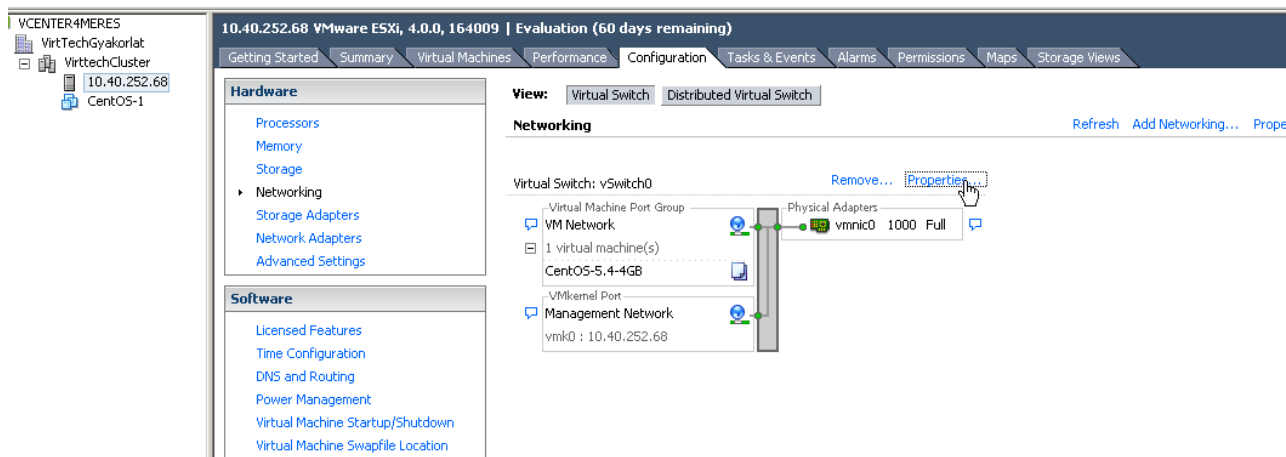 VCENTER4MERES
VirtTechGyakorlat
VirttechCluster
10.40.252.68
CentOS-1
10.40.252.68 VMware ESXi, 4.0.0, 164009 | Evaluation (60 days remaining)
Getting Started Summary Virtual Machines Performance Configuration Tasks & Events Alarms Permissions Maps Storage Views
Hardware
Processors
Memory
Storage
Networking
Storage Adapters
Network Adapters
Advanced Settings
Software
Licensed Features
Time Configuration
DNS and Routing
Power Management
Virtual Machine Startup/Shutdown
Virtual Machine Swapfile Location
View: Virtual Switch Distributed Virtual Switch
Networking Refresh Add Networking... Prope
Virtual Switch: vSwitch0 Remove... Properties...
Virtual Machine Port Group Physical Adapters
VM Network vmnic0 1000 Full
1 virtual machine(s)
CentOS-5.4-4GB
VMkernel Port
Management Network
vmk0 : 10.40.252.68